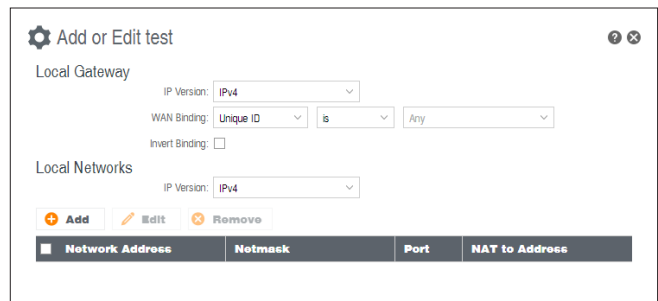 Add or Edit test
Local Gateway
IP Version: IPv4
WAN Binding: Unique ID is Any
Invert Binding:
Local Networks
IP Version: IPv4
Add Edit Remove
Network Address Netmask Port NAT to Address